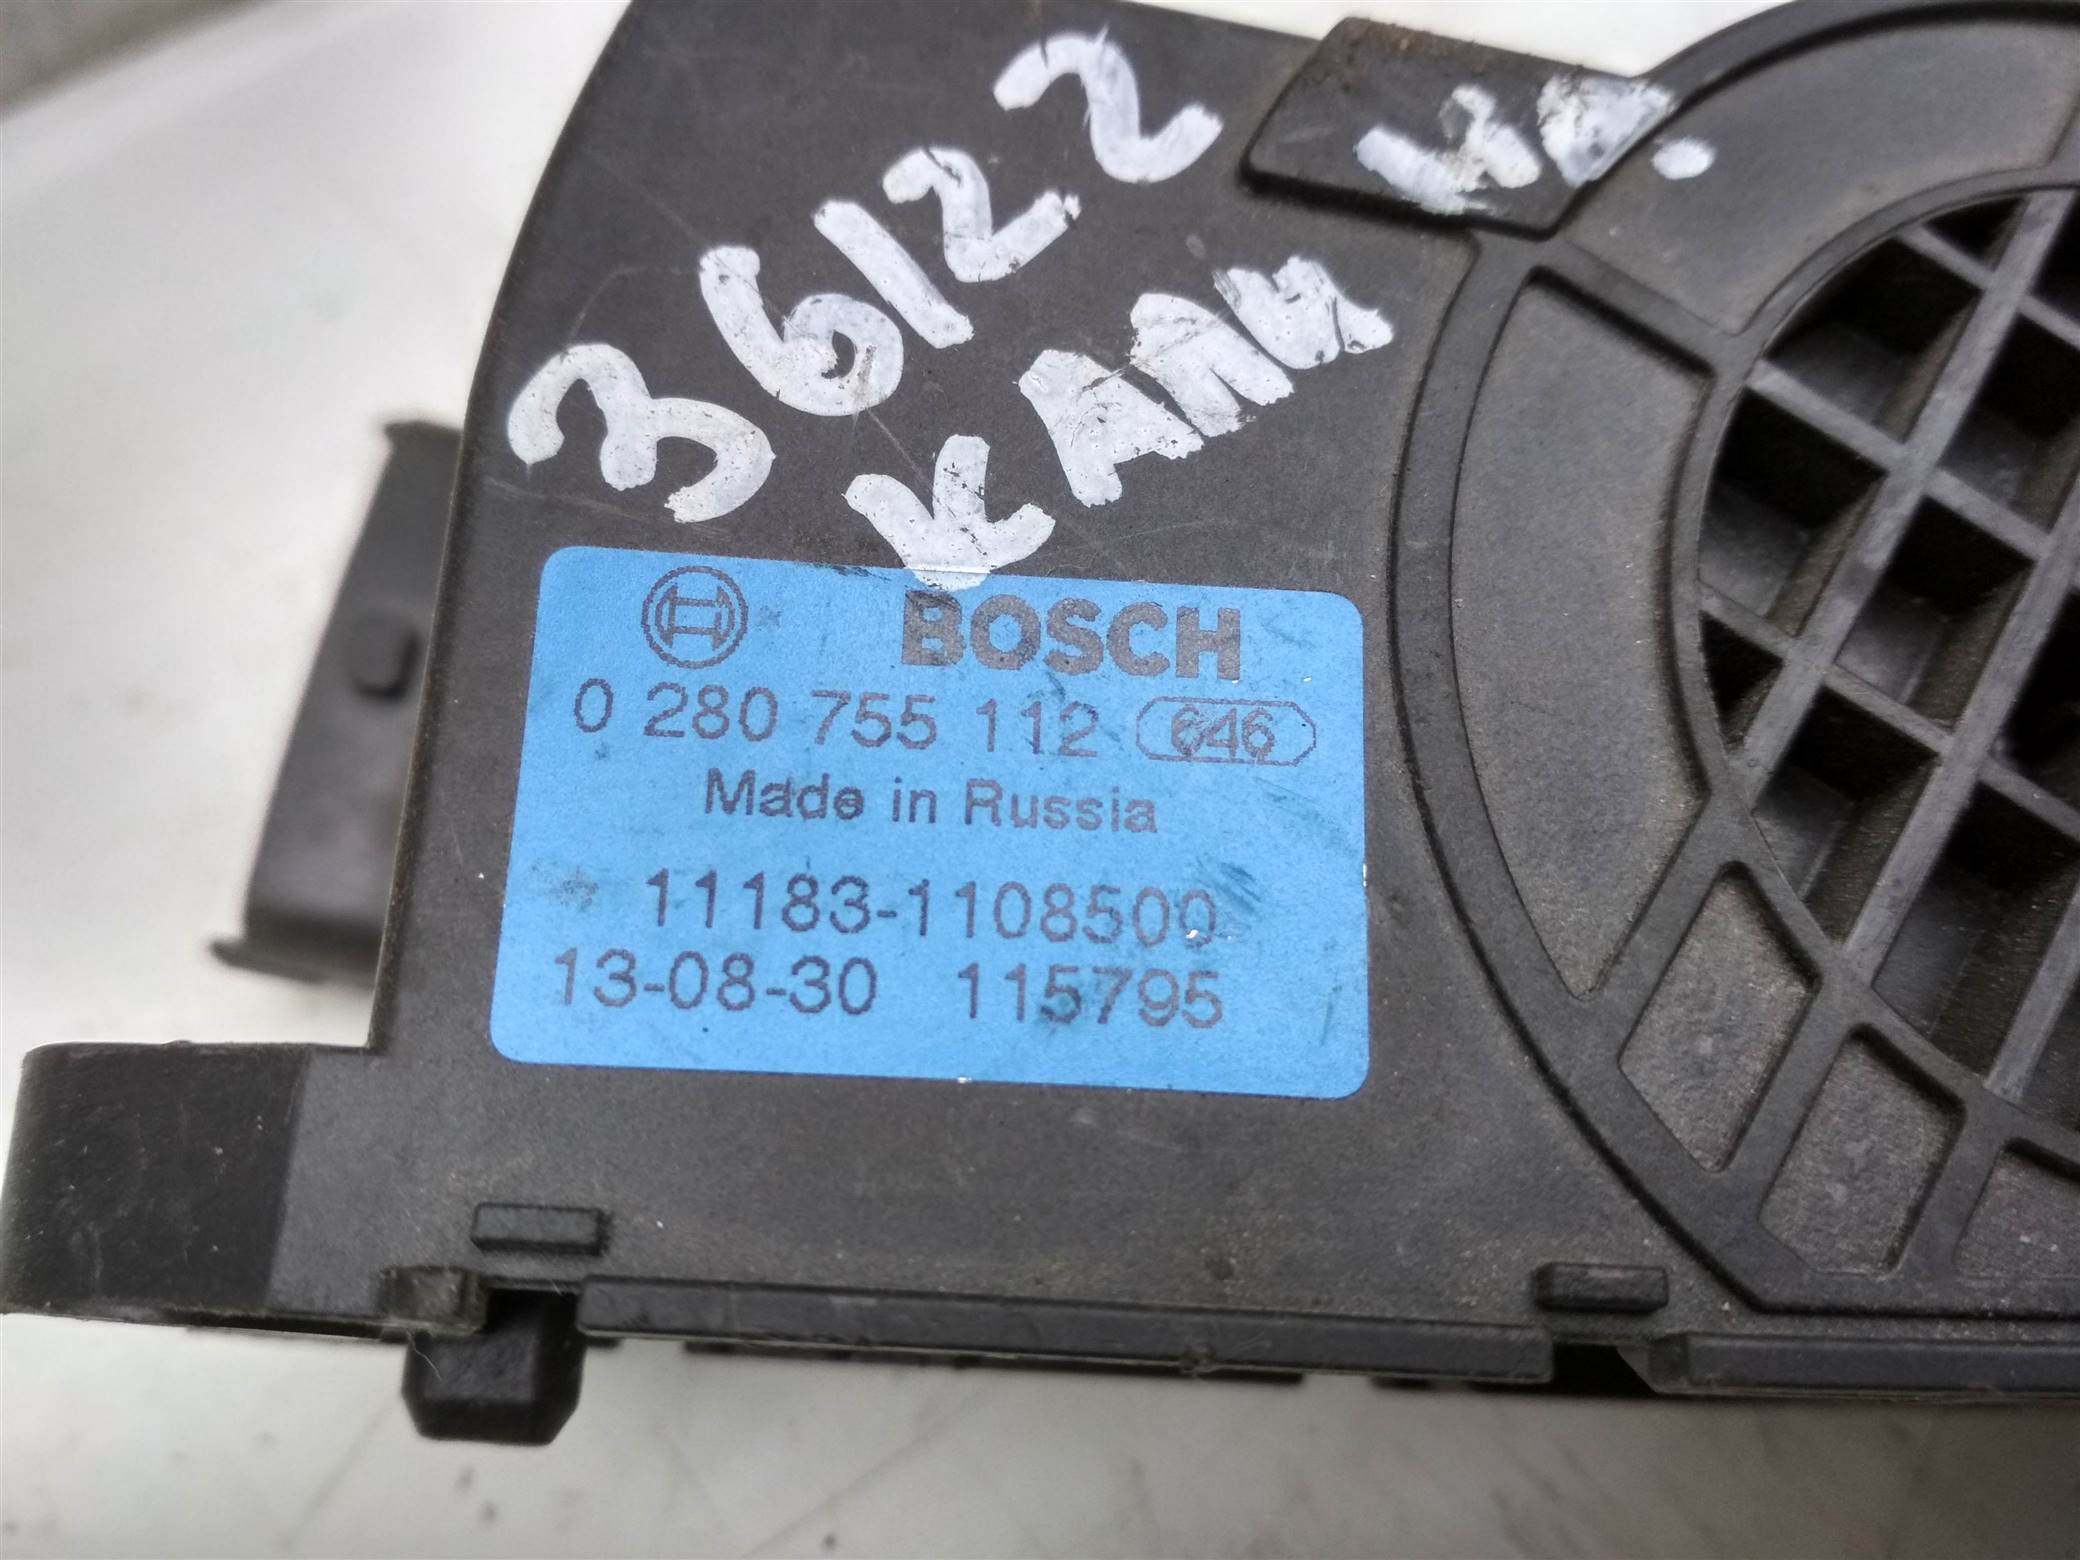 36122
КАЛИ
BOSCH
0 280 755 112 646
Made in Russia
11183-1108500
13-08-30 115795